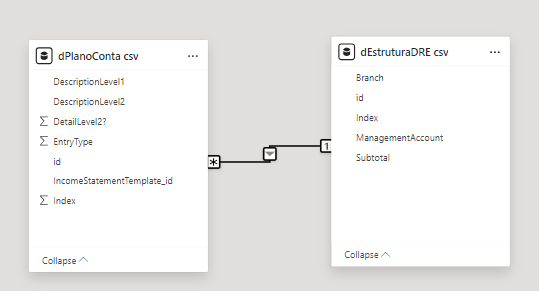 dPlanoConta csv
...
DescriptionLevel1
DescriptionLevel2
∑ DetailLevel2?
∑ EntryType
id
IncomeStatementTemplate_id
∑ Index
Collapse
*
1
dEstruturaDRE csv
...
Branch
id
Index
ManagementAccount
Subtotal
Collapse